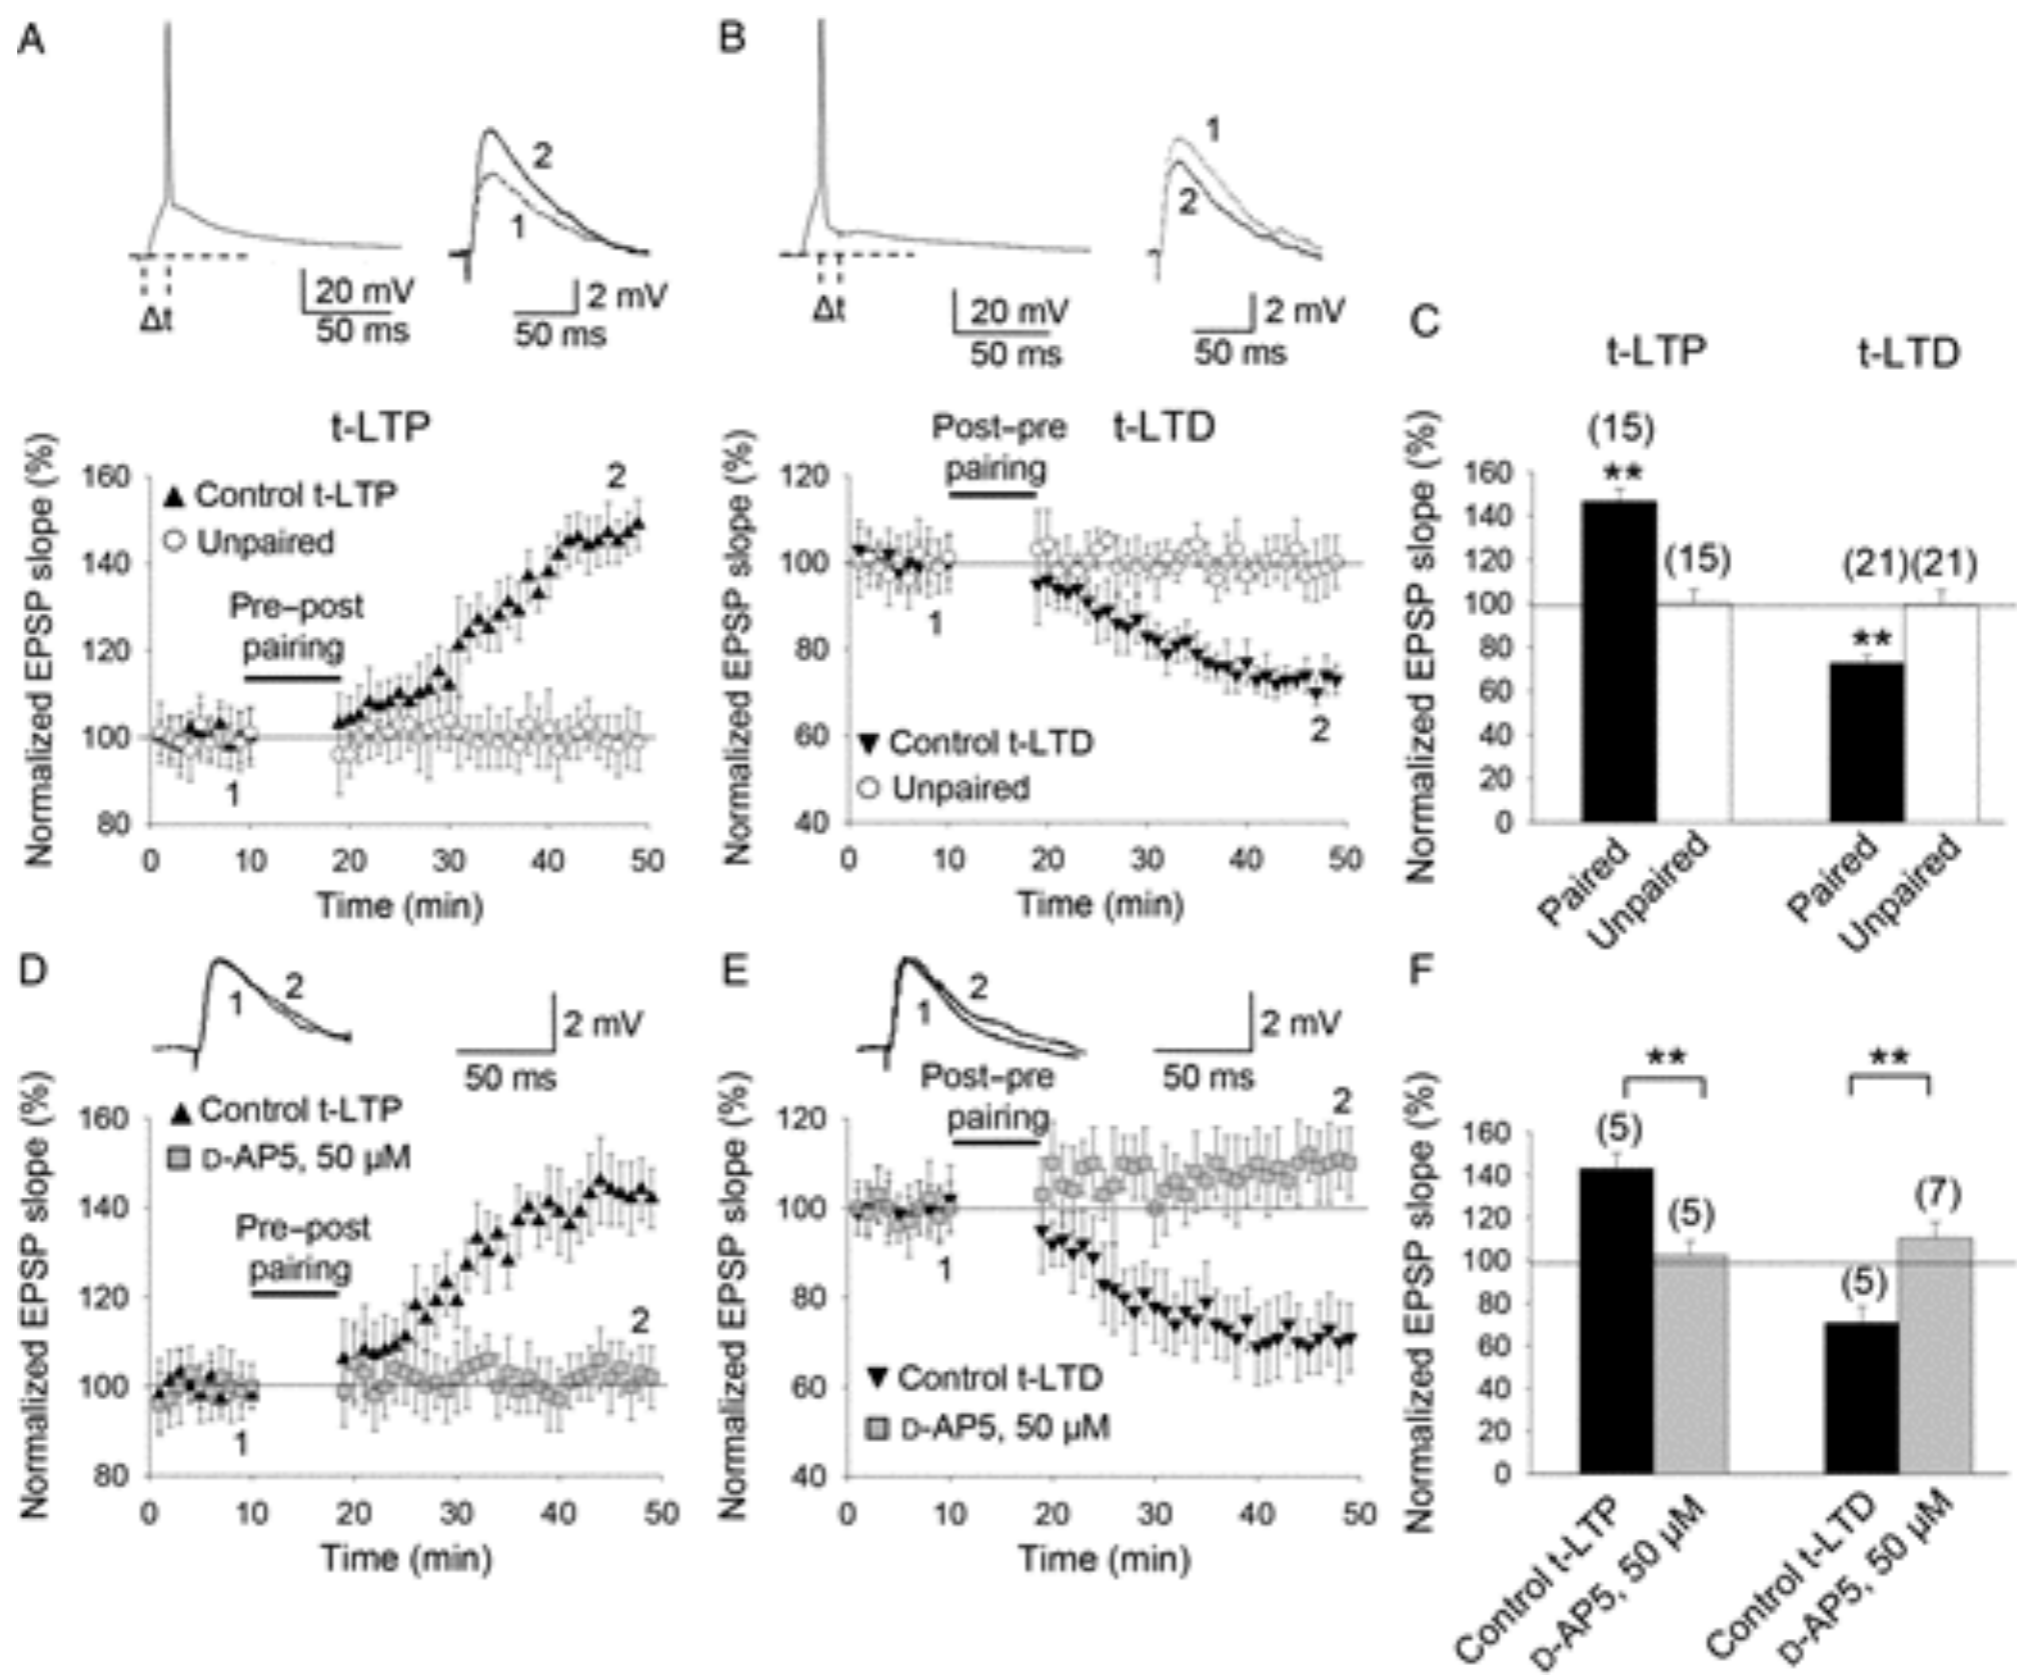 A
2
1
20 mV
50 ms
Δt
2 mV
50 ms
t-LTP
Normalized EPSP slope (%)
160
140
120
100
80
▲ Control t-LTP
○ Unpaired
Pre–post
pairing
1
2
0 10 20 30 40 50
Time (min)
B
1
2
20 mV
50 ms
Δt
2 mV
50 ms
Post–pre
pairing
t-LTD
Normalized EPSP slope (%)
120
100
80
60
40
1
2
▼ Control t-LTD
○ Unpaired
0 10 20 30 40 50
Time (min)
C
t-LTP t-LTD
Normalized EPSP slope (%)
160
140
120
100
80
60
40
20
0
(15)
**
(15)
(21)(21)
**
Paired
Unpaired
Paired
Unpaired
D
1
2
2 mV
50 ms
Normalized EPSP slope (%)
160
140
120
100
80
▲ Control t-LTP
D-AP5, 50 µM
Pre–post
pairing
1
2
0 10 20 30 40 50
Time (min)
E
1
2
2 mV
50 ms
Post–pre
pairing
Normalized EPSP slope (%)
120
100
80
60
40
1
2
▼ Control t-LTD
D-AP5, 50 µM
0 10 20 30 40 50
Time (min)
F
Normalized EPSP slope (%)
160
140
120
100
80
60
40
20
0
** **
(5)
(5)
(5)
(7)
Control t-LTP
D-AP5, 50 µM
Control t-LTD
D-AP5, 50 µM